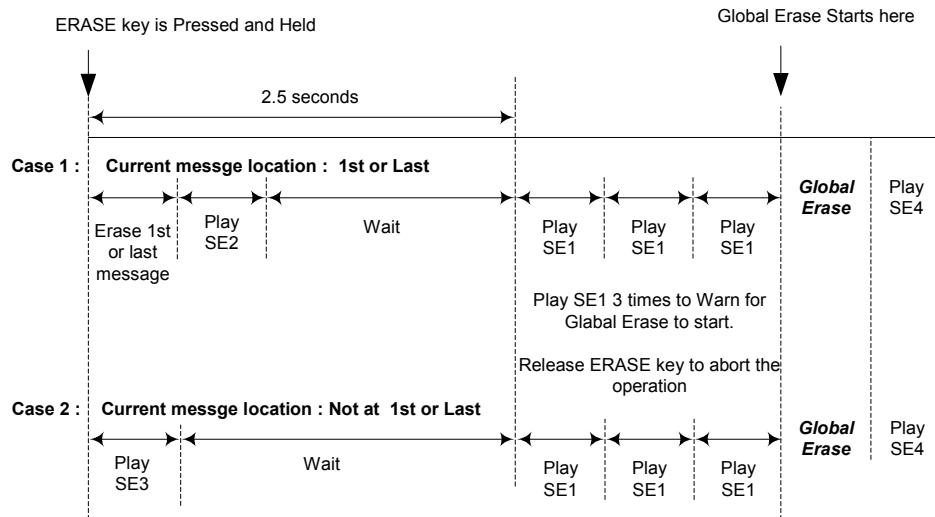 ERASE key is Pressed and Held
Global Erase Starts here
2.5 seconds
Case 1 : Current messge location : 1st or Last
Erase 1st
or last
message
Play
SE2
Wait
Play
SE1
Play
SE1
Play
SE1
Global
Erase
Play
SE4
Play SE1 3 times to Warn for
Glabal Erase to start.
Release ERASE key to abort the
operation
Case 2 : Current messge location : Not at 1st or Last
Play
SE3
Wait
Play
SE1
Play
SE1
Play
SE1
Global
Erase
Play
SE4